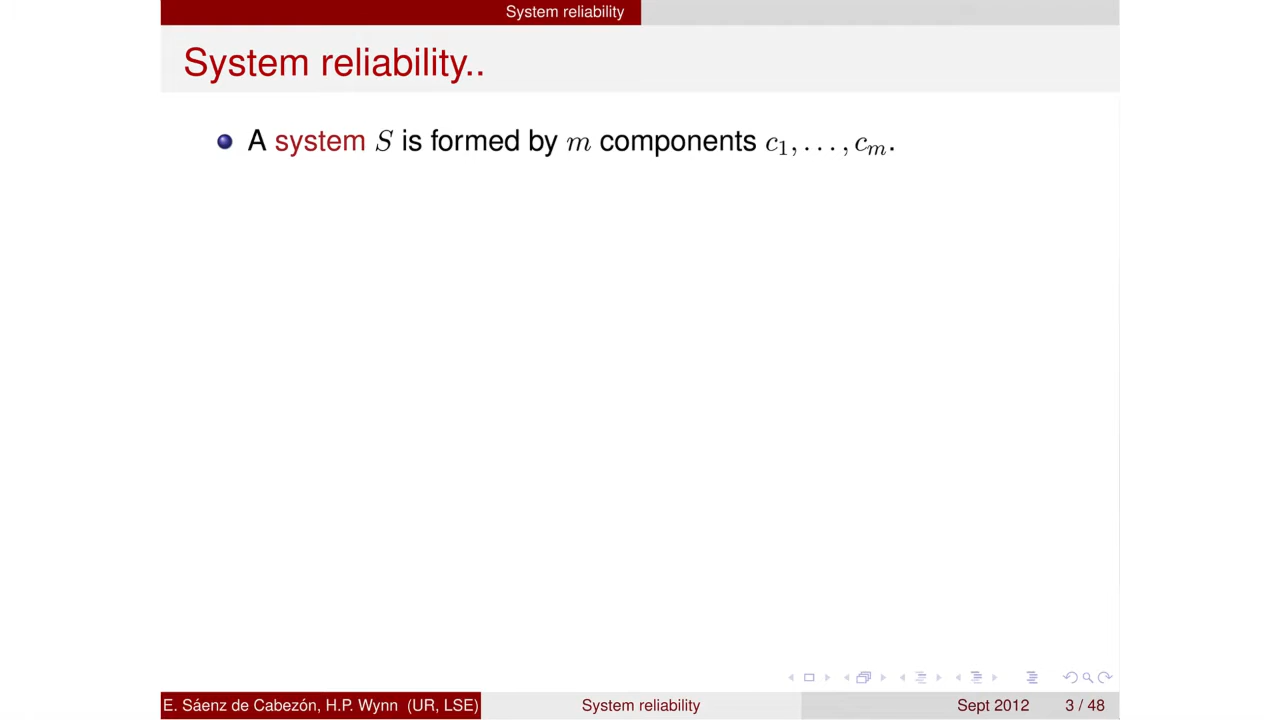 System reliability
System reliability..
A system S is formed by m components c₁, . . . , cₘ.
E. Sáenz de Cabezón, H.P. Wynn (UR, LSE)
System reliability
Sept 2012
3 / 48